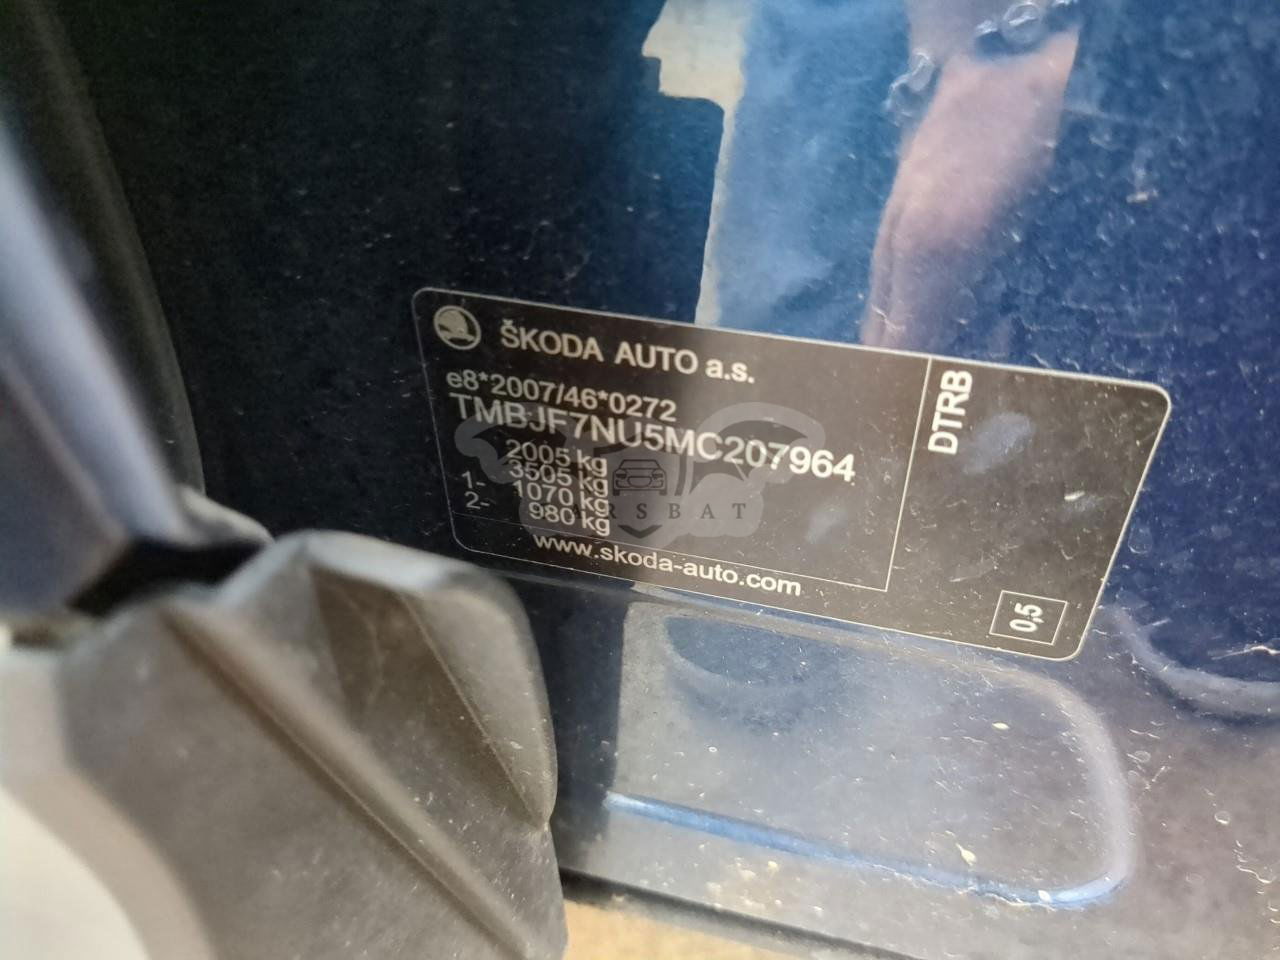 ŠKODA AUTO a.s.
e8*2007/46*0272
TMBJF7NU5MC207964
2005 kg
3505 kg
1- 1070 kg
2- 980 kg
www.skoda-auto.com
DTRB
0,5
ARSBAT